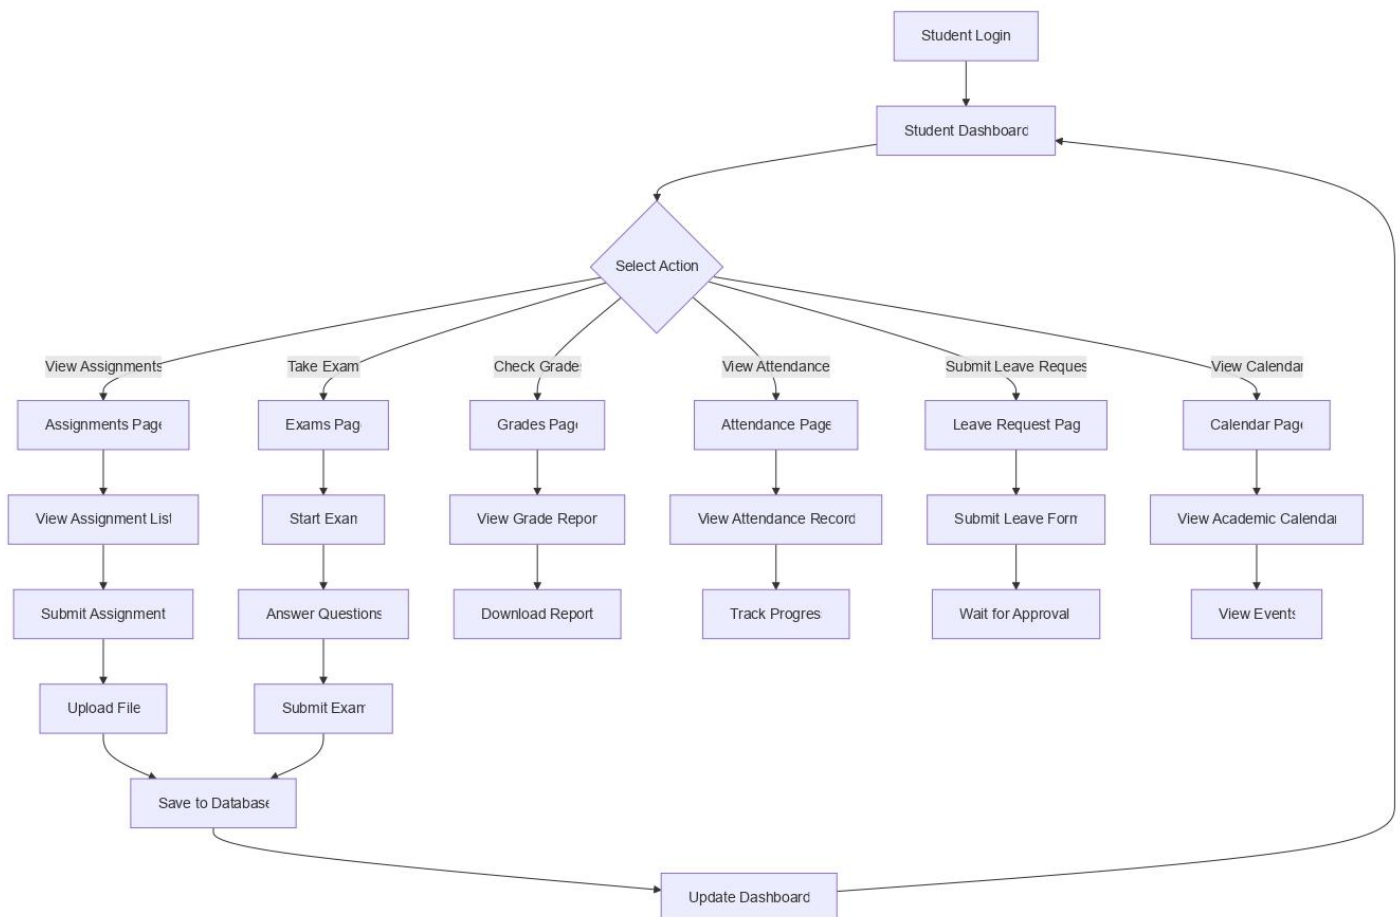 Student Login
Student Dashboard
Select Action
View Assignments
Take Exam
Check Grade
View Attendance
Submit Leave Reques
View Calendar
Assignments Page
Exams Pag
Grades Page
Attendance Page
Leave Request Pag
Calendar Page
View Assignment List
Start Exam
View Grade Repor
View Attendance Record
Submit Leave Form
View Academic Calendar
Submit Assignment
Answer Questions
Download Report
Track Progres
Wait for Approval
View Events
Upload File
Submit Exam
Save to Database
Update Dashboard